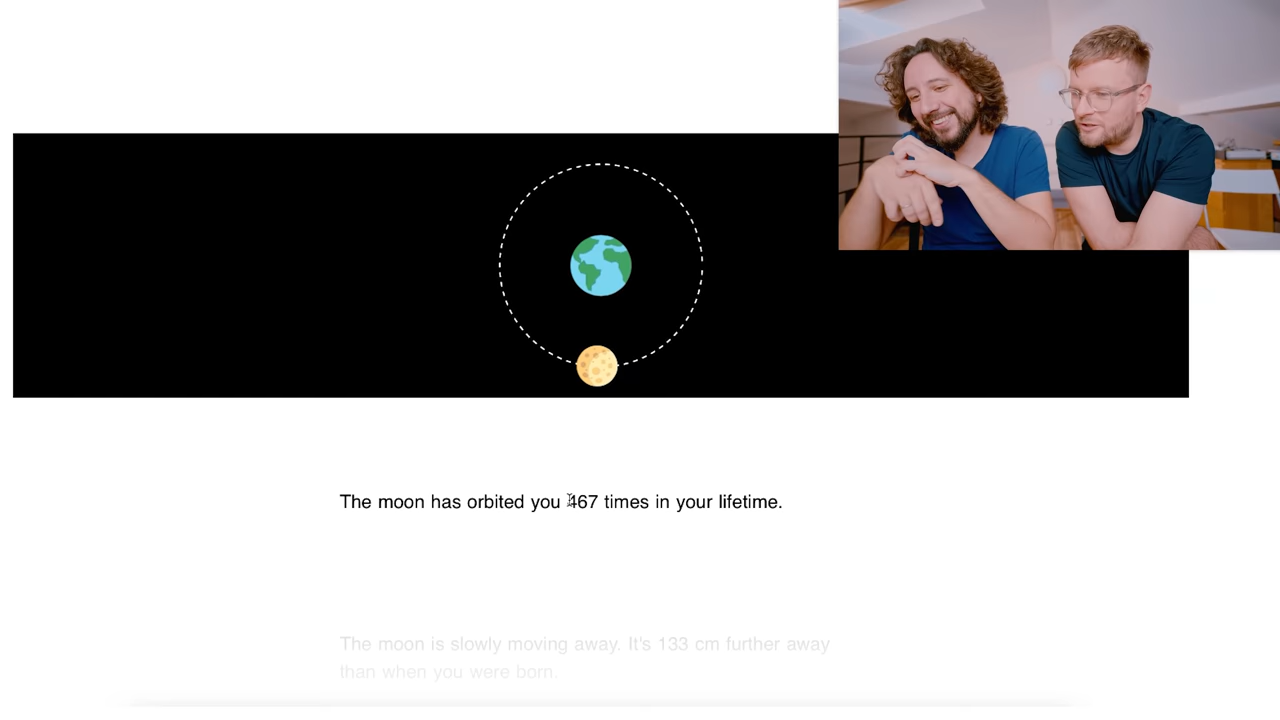 The moon has orbited you 467 times in your lifetime.
The moon is slowly moving away. It's 133 cm further away
than when you were born.